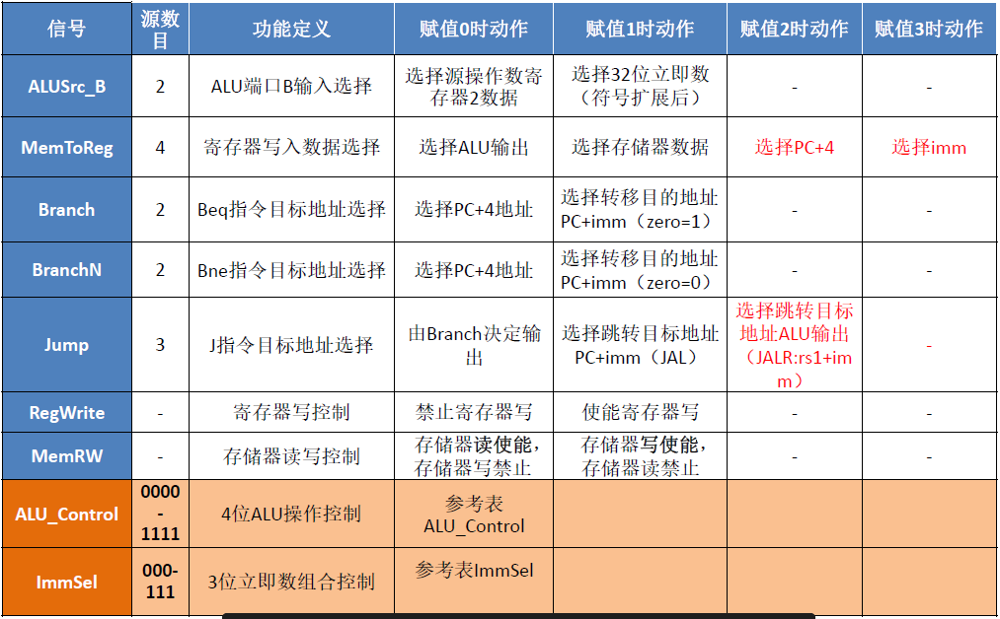 信号 源数目 功能定义 赋值0时动作 赋值1时动作 赋值2时动作 赋值3时动作
ALUSrc_B 2 ALU端口B输入选择 选择源操作数寄存器2数据 选择32位立即数（符号扩展后） - -
MemToReg 4 寄存器写入数据选择 选择ALU输出 选择存储器数据 选择PC+4 选择imm
Branch 2 Beq指令目标地址选择 选择PC+4地址 选择转移目的地址PC+imm（zero=1） - -
BranchN 2 Bne指令目标地址选择 选择PC+4地址 选择转移目的地址PC+imm（zero=0） - -
Jump 3 J指令目标地址选择 由Branch决定输出 选择跳转目标地址PC+imm（JAL） 选择跳转目标地址ALU输出（JALR:rs1+imm） -
RegWrite - 寄存器写控制 禁止寄存器写 使能寄存器写 - -
MemRW - 存储器读写控制 存储器读使能，存储器写禁止 存储器写使能，存储器读禁止 - -
ALU_Control 0000-1111 4位ALU操作控制 参考表ALU_Control
ImmSel 000-111 3位立即数组合控制 参考表ImmSel